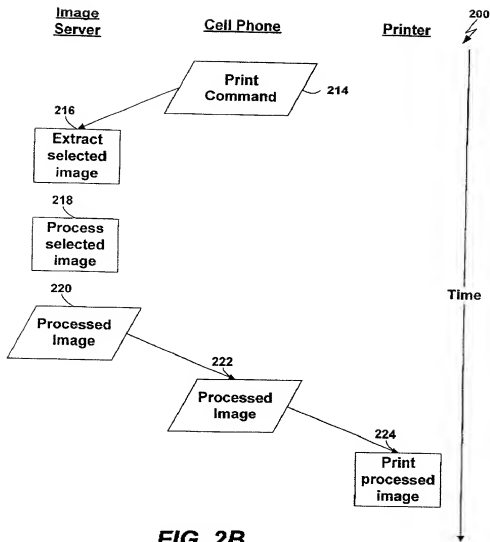 Image
Server
Cell Phone
Printer
200
Print
Command
214
216
Extract
selected
image
218
Process
selected
image
220
Time
Processed
Image
222
Processed
Image
224
Print
processed
image
FIG. 2B